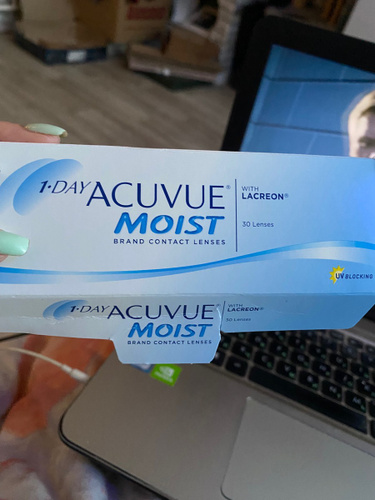 1·DAY ACUVUE®
MOIST
BRAND CONTACT LENSES
WITH
LACREON®
30 Lenses
UV BLOCKING
1·DAY ACUVUE®
MOIST
BRAND CONTACT LENSES
WITH
LACREON®
30 Lenses